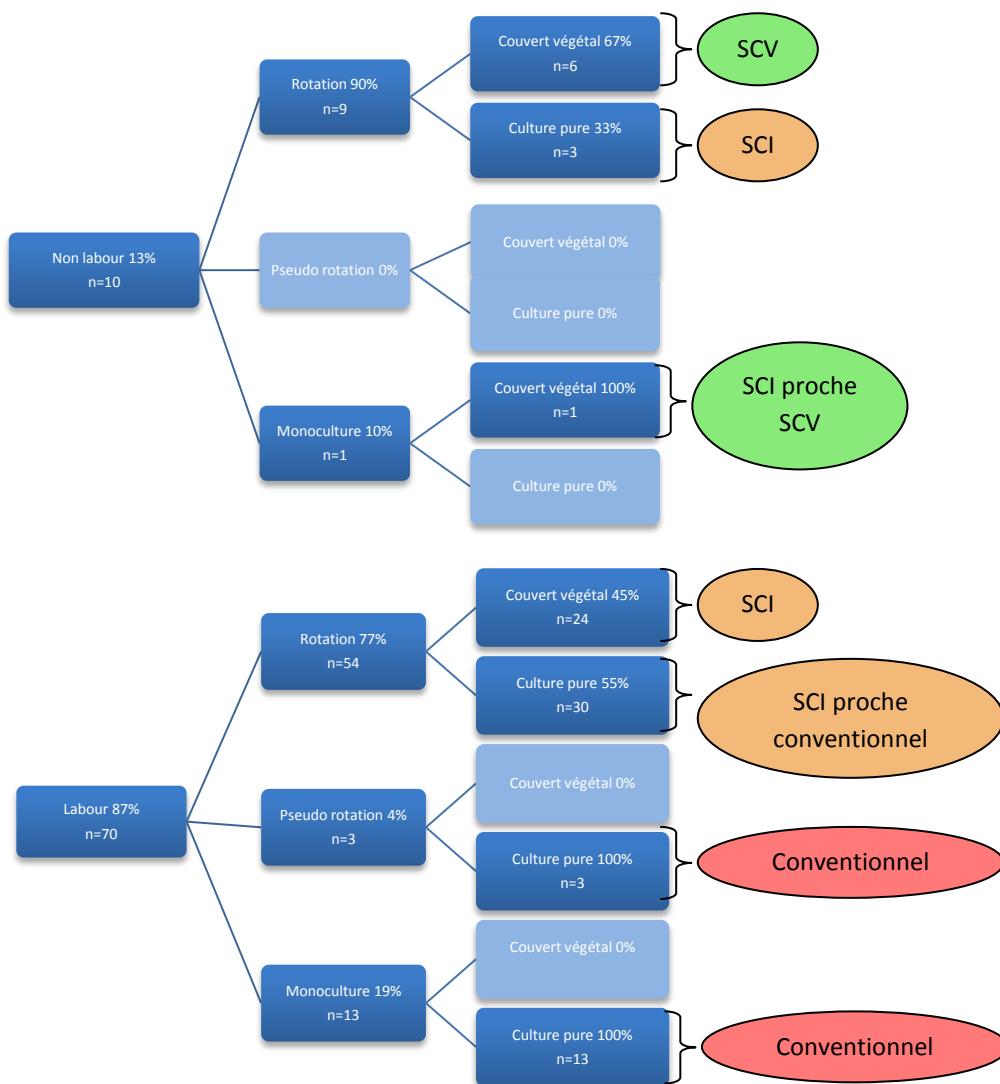 Couvert végétal 67%
n=6
SCV
Rotation 90%
n=9
Culture pure 33%
n=3
SCI
Couvert végétal 0%
Non labour 13%
n=10
Pseudo rotation 0%
Culture pure 0%
Couvert végétal 100%
n=1
SCI proche
SCV
Monoculture 10%
n=1
Culture pure 0%
Couvert végétal 45%
n=24
SCI
Rotation 77%
n=54
Culture pure 55%
n=30
SCI proche
conventionnel
Couvert végétal 0%
Labour 87%
n=70
Pseudo rotation 4%
n=3
Culture pure 100%
n=3
Conventionnel
Couvert végétal 0%
Monoculture 19%
n=13
Culture pure 100%
n=13
Conventionnel